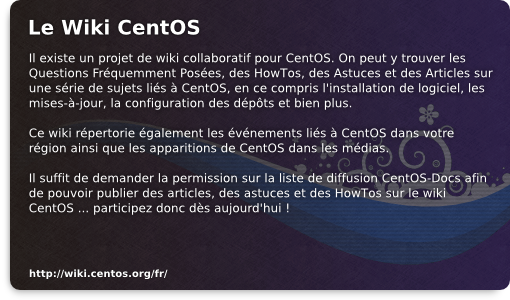 Le Wiki CentOS
Il existe un projet de wiki collaboratif pour CentOS. On peut y trouver les
Questions Fréquemment Posées, des HowTos, des Astuces et des Articles sur
une série de sujets liés à CentOS, en ce compris l'installation de logiciel, les
mises-à-jour, la configuration des dépôts et bien plus.
Ce wiki répertorie également les événements liés à CentOS dans votre
région ainsi que les apparitions de CentOS dans les médias.
Il suffit de demander la permission sur la liste de diffusion CentOS-Docs afin
de pouvoir publier des articles, des astuces et des HowTos sur le wiki
CentOS ... participez donc dès aujourd'hui !
http://wiki.centos.org/fr/